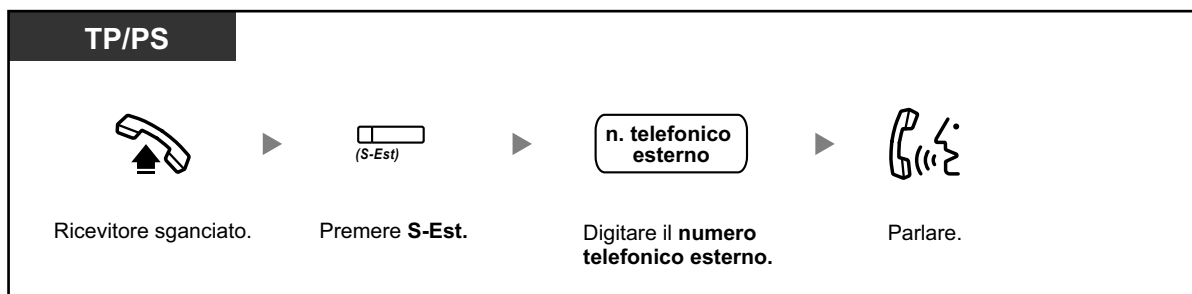 TP/PS
(S-Est)
n. telefonico
esterno
Ricevitore sganciato.
Premere S-Est.
Digitare il numero
telefonico esterno.
Parlare.